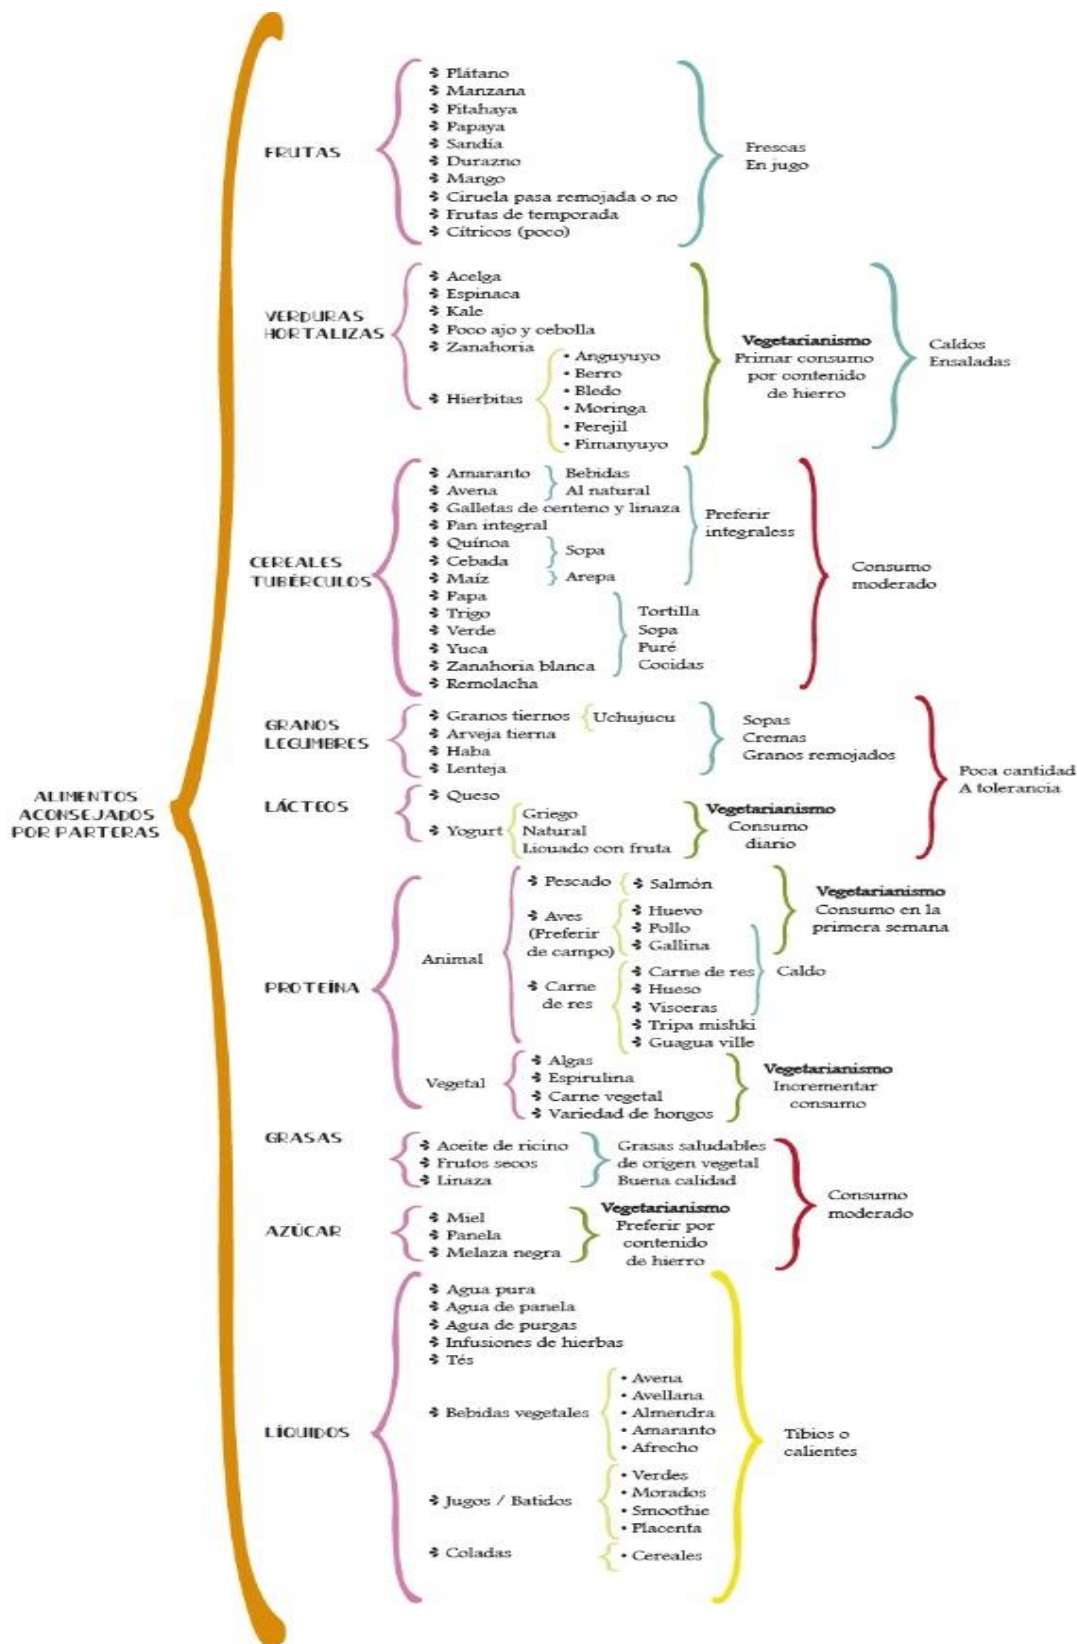 ALIMENTOS
ACONSEJADOS
POR PARTERAS
FRUTAS
Plátano
Manzana
Pitahaya
Papaya
Sandía
Durazno
Mango
Ciruela pasa remojada o no
Frutas de temporada
Cítricos (poco)
Frescas
En jugo
VERDURAS
HORTALIZAS
Acelga
Espinaca
Kale
Poco ajo y cebolla
Zanahoria
Hierbitas
• Anguyuyo
• Berro
• Bledo
• Moringa
• Perejil
• Pimanyuyo
Vegetarianismo
Primar consumo
por contenido
de hierro
Caldos
Ensaladas
CEREALES
TUBÉRCULOS
Amaranto
Avena
Bebidas
Al natural
Galletas de centeno y linaza
Pan integral
Quínoa
Cebada
Sopa
Maíz
Arepa
Preferir
integraless
Papa
Trigo
Verde
Yuca
Zanahoria blanca
Remolacha
Tortilla
Sopa
Puré
Cocidas
Consumo
moderado
GRANOS
LEGUMBRES
Granos tiernos
Uchujucu
Arveja tierna
Haba
Lenteja
Sopas
Cremas
Granos remojados
LÁCTEOS
Queso
Yogurt
Griego
Natural
Licuado con fruta
Vegetarianismo
Consumo
diario
Poca cantidad
A tolerancia
PROTEÍNA
Animal
Pescado
Salmón
Aves
(Preferir
de campo)
Huevo
Pollo
Gallina
Vegetarianismo
Consumo en la
primera semana
Carne
de res
Carne de res
Hueso
Visceras
Tripa mishki
Guagua ville
Caldo
Vegetal
Algas
Espirulina
Carne vegetal
Variedad de hongos
Vegetarianismo
Incrementar
consumo
GRASAS
Aceite de ricino
Frutos secos
Linaza
Grasas saludables
de origen vegetal
Buena calidad
AZÚCAR
Miel
Panela
Melaza negra
Vegetarianismo
Preferir por
contenido
de hierro
Consumo
moderado
LÍQUIDOS
Agua pura
Agua de panela
Agua de purgas
Infusiones de hierbas
Tés
Bebidas vegetales
• Avena
• Avellana
• Almendra
• Amaranto
• Afrecho
Jugos / Batidos
• Verdes
• Morados
• Smoothie
• Placenta
Coladas
• Cereales
Tibios o
calientes